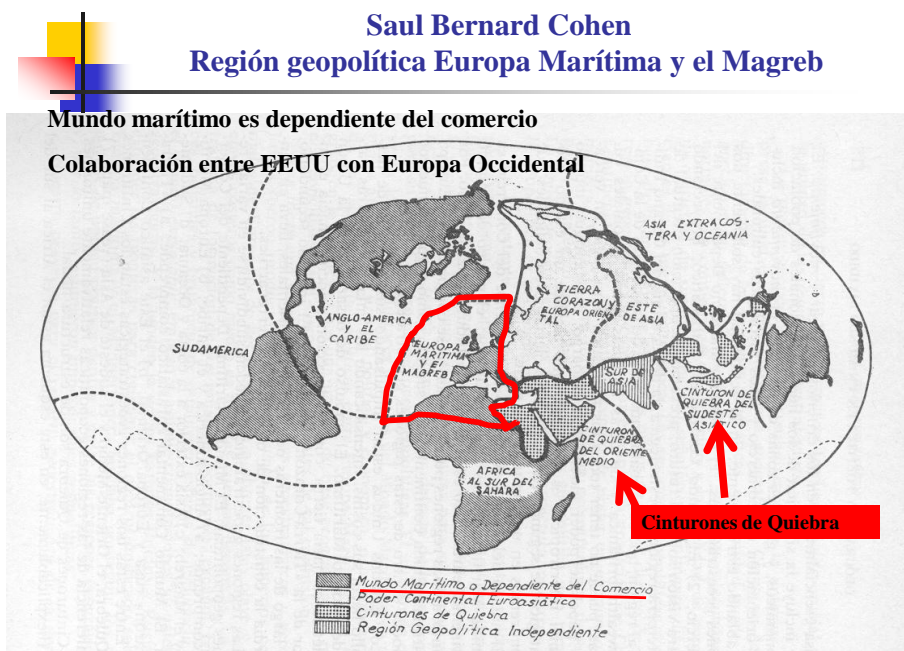 Saul Bernard Cohen
Región geopolítica Europa Marítima y el Magreb
Mundo marítimo es dependiente del comercio
Colaboración entre EEUU con Europa Occidental
ASIA EXTRACOS-
TERA Y OCEANIA
TIERRA
CORAZON Y
EUROPA ORIEN
TAL
ESTE
DE ASIA
ANGLO-AMERICA
Y EL
CARIBE
EUROPA
MARITIMA
Y El
MAGREB
SUDAMERICA
SUR DE
ASIA
CINTURON DE
QUIEBRA DEL
SUDESTE
ASIATICO
CINTURON
DE QUIEBRA
DEL ORIENTE
MEDIO
AFRICA
AL SUR DEL
SAHARA
Cinturones de Quiebra
Mundo Marítimo o Dependiente del Comercio
Poder Continental Euroasiático
Cinturones de Quiebra
Región Geopolítica Independiente